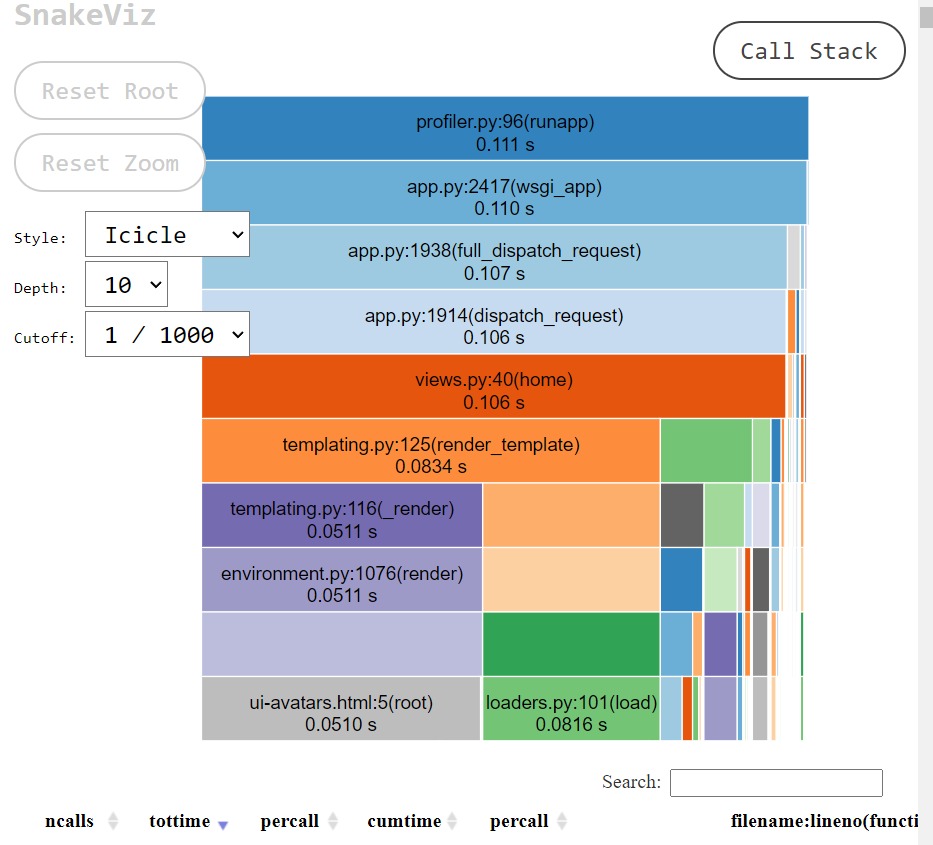 SnakeViz
Call Stack
Reset Root
Reset Zoom
Style: Icicle
Depth: 10
Cutoff: 1 / 1000
profiler.py:96(runapp)
0.111 s
app.py:2417(wsgi_app)
0.110 s
app.py:1938(full_dispatch_request)
0.107 s
app.py:1914(dispatch_request)
0.106 s
views.py:40(home)
0.106 s
templating.py:125(render_template)
0.0834 s
templating.py:116(_render)
0.0511 s
environment.py:1076(render)
0.0511 s
ui-avatars.html:5(root)
0.0510 s
loaders.py:101(load)
0.0816 s
Search:
ncalls tottime percall cumtime percall filename:lineno(functi